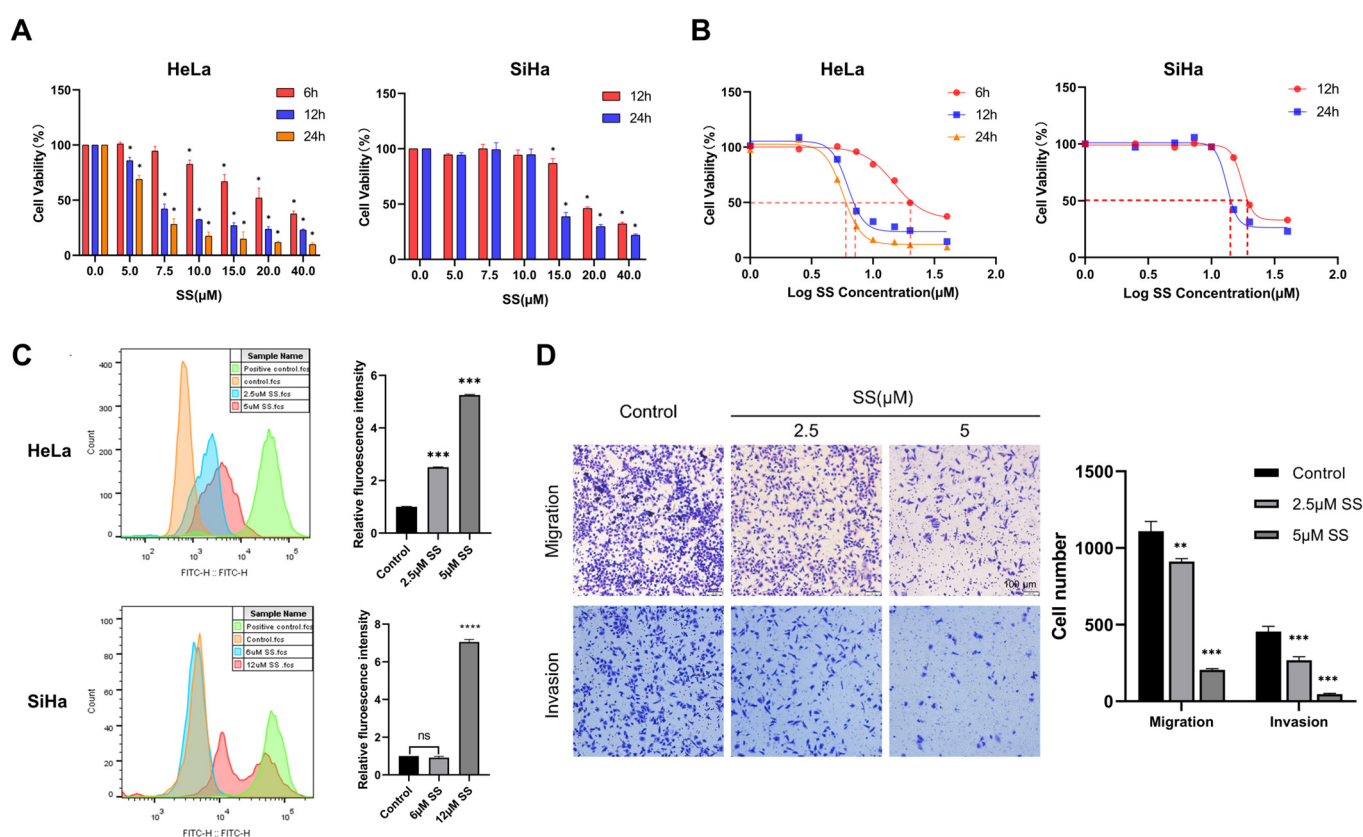 A
HeLa
Cell Vability (%)
150
100
50
0
0.0 5.0 7.5 10.0 15.0 20.0 40.0
SS(μM)
6h
12h
24h
* * * * * * * * * * * * * * * * *
SiHa
Cell Vability (%)
150
100
50
0
0.0 5.0 7.5 10.0 15.0 20.0 40.0
SS(μM)
12h
24h
* * * * * *
B
HeLa
Cell Vability (%)
150
100
50
0
0.0 0.5 1.0 1.5 2.0
Log SS Concentration(μM)
6h
12h
24h
SiHa
Cell Vability (%)
150
100
50
0
0.0 0.5 1.0 1.5 2.0
Log SS Concentration(μM)
12h
24h
C
HeLa
Count
400
300
200
100
0
10² 10³ 10⁴ 10⁵
FITC-H :: FITC-H
Sample Name
Positive control.fcs
control.fcs
2.5uM SS.fcs
5uM SS.fcs
Relative fluroescence intensity
6
4
2
0
***
***
Control
2.5μM SS
5μM SS
SiHa
Count
120
100
80
60
40
20
0
10³ 10⁴ 10⁵
FITC-H :: FITC-H
Sample Name
Positive control.fcs
Control.fcs
6uM SS.fcs
12uM SS .fcs
Relative fluroescence intensity
8
6
4
2
0
ns
****
Control
6μM SS
12μM SS
D
Control
SS(μM)
2.5
5
Migration
Invasion
100 μm
Cell number
1500
1000
500
0
**
***
***
***
Migration
Invasion
Control
2.5μM SS
5μM SS